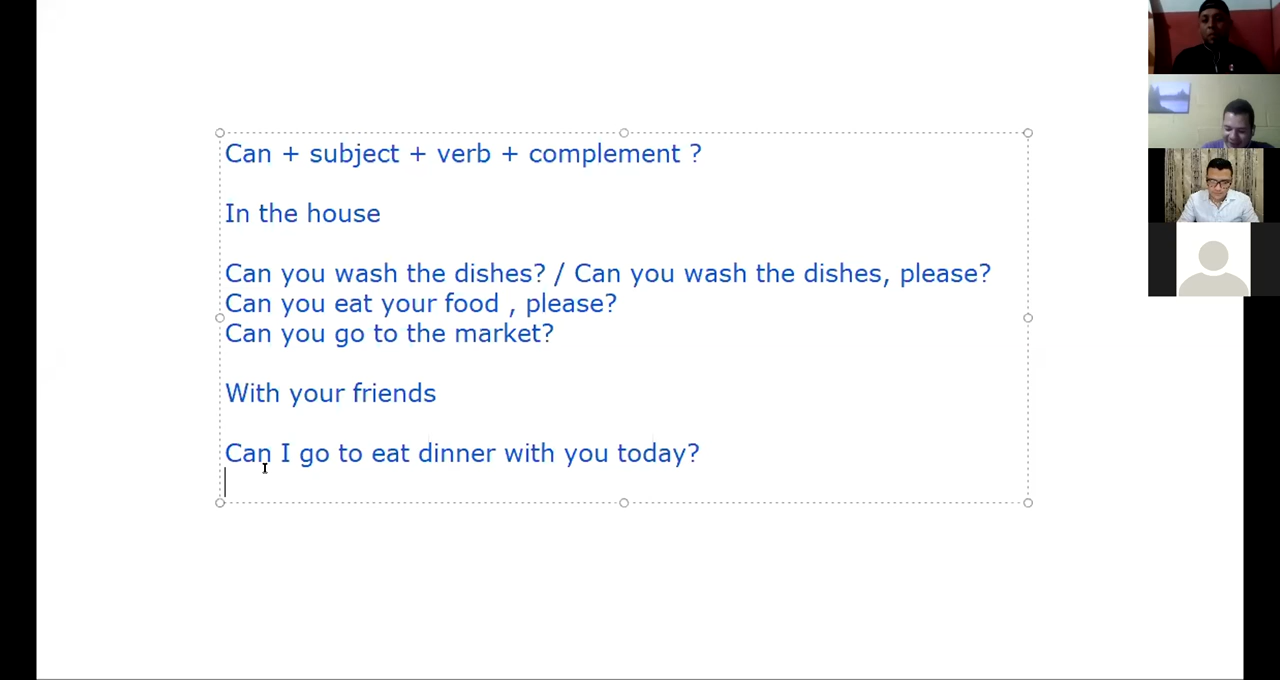 Can + subject + verb + complement ?
In the house
Can you wash the dishes? / Can you wash the dishes, please?
Can you eat your food , please?
Can you go to the market?
With your friends
Can I go to eat dinner with you today?